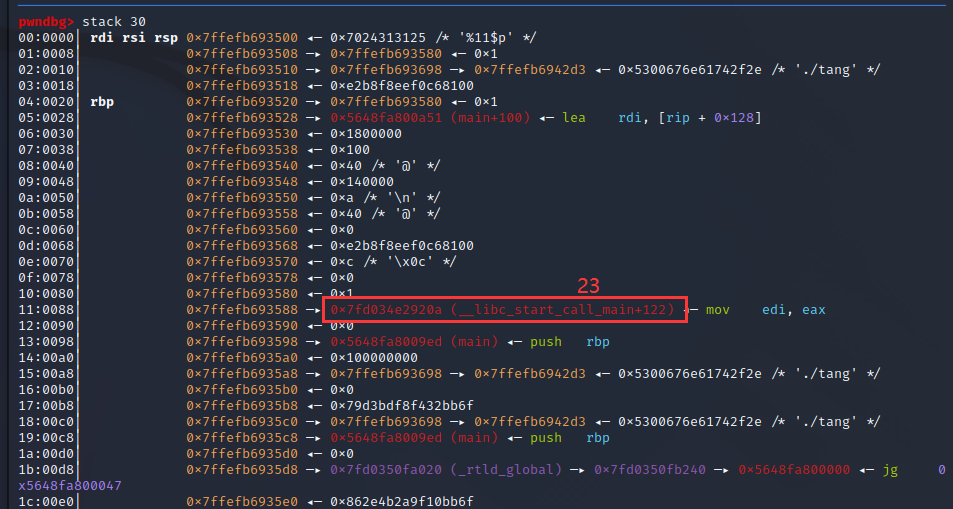 pwndbg> stack 30
00:0000│ rdi rsi rsp 0x7ffefb693500 ◂— 0x7024313125 /* '%11$p' */
01:0008│ 0x7ffefb693508 —▸ 0x7ffefb693580 ◂— 0x1
02:0010│ 0x7ffefb693510 —▸ 0x7ffefb693698 —▸ 0x7ffefb6942d3 ◂— 0x5300676e61742f2e /* './tang' */
03:0018│ 0x7ffefb693518 ◂— 0xe2b8f8eef0c68100
04:0020│ rbp 0x7ffefb693520 —▸ 0x7ffefb693580 ◂— 0x1
05:0028│ 0x7ffefb693528 —▸ 0x5648fa800a51 (main+100) ◂— lea rdi, [rip + 0x128]
06:0030│ 0x7ffefb693530 ◂— 0x1800000
07:0038│ 0x7ffefb693538 ◂— 0x100
08:0040│ 0x7ffefb693540 ◂— 0x40 /* '@' */
09:0048│ 0x7ffefb693548 ◂— 0x140000
0a:0050│ 0x7ffefb693550 ◂— 0xa /* '\n' */
0b:0058│ 0x7ffefb693558 ◂— 0x40 /* '@' */
0c:0060│ 0x7ffefb693560 ◂— 0x0
0d:0068│ 0x7ffefb693568 ◂— 0xe2b8f8eef0c68100
0e:0070│ 0x7ffefb693570 ◂— 0xc /* '\x0c' */
0f:0078│ 0x7ffefb693578 ◂— 0x0
23
10:0080│ 0x7ffefb693580 ◂— 0x1
11:0088│ 0x7ffefb693588 —▸ 0x7fd034e2920a (__libc_start_call_main+122) ◂— mov edi, eax
12:0090│ 0x7ffefb693590 ◂— 0x0
13:0098│ 0x7ffefb693598 —▸ 0x5648fa8009ed (main) ◂— push rbp
14:00a0│ 0x7ffefb6935a0 ◂— 0x100000000
15:00a8│ 0x7ffefb6935a8 —▸ 0x7ffefb693698 —▸ 0x7ffefb6942d3 ◂— 0x5300676e61742f2e /* './tang' */
16:00b0│ 0x7ffefb6935b0 ◂— 0x0
17:00b8│ 0x7ffefb6935b8 ◂— 0x79d3bdf8f432bb6f
18:00c0│ 0x7ffefb6935c0 —▸ 0x7ffefb693698 —▸ 0x7ffefb6942d3 ◂— 0x5300676e61742f2e /* './tang' */
19:00c8│ 0x7ffefb6935c8 —▸ 0x5648fa8009ed (main) ◂— push rbp
1a:00d0│ 0x7ffefb6935d0 ◂— 0x0
1b:00d8│ 0x7ffefb6935d8 —▸ 0x7fd0350fa020 (_rtld_global) —▸ 0x7fd0350fb240 —▸ 0x5648fa800000 ◂— jg 0
x5648fa800047
1c:00e0│ 0x7ffefb6935e0 ◂— 0x862e4b2a9f10bb6f